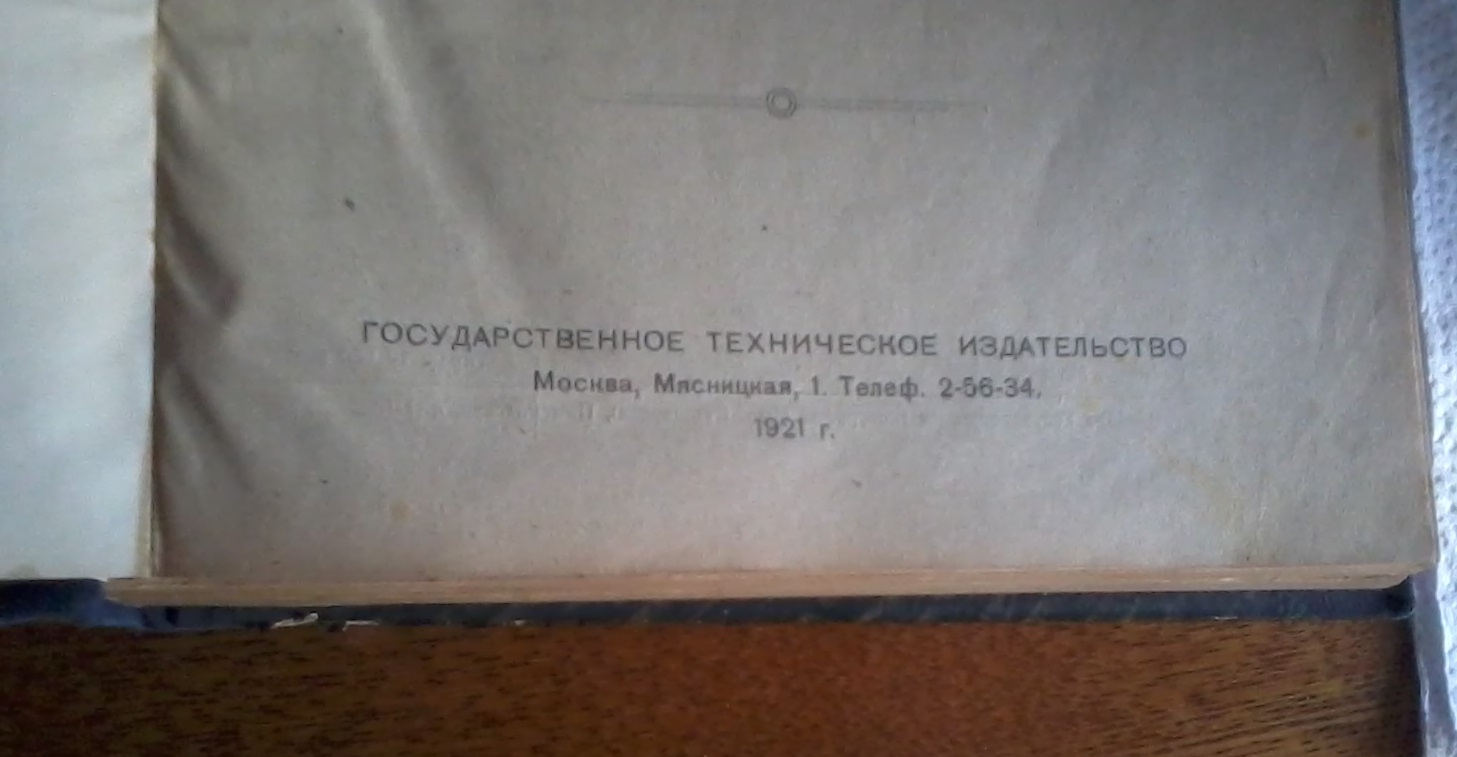 ГОСУДАРСТВЕННОЕ ТЕХНИЧЕСКОЕ ИЗДАТЕЛЬСТВО
Москва, Мясницкая, 1. Телеф. 2-56-34.
1921 г.